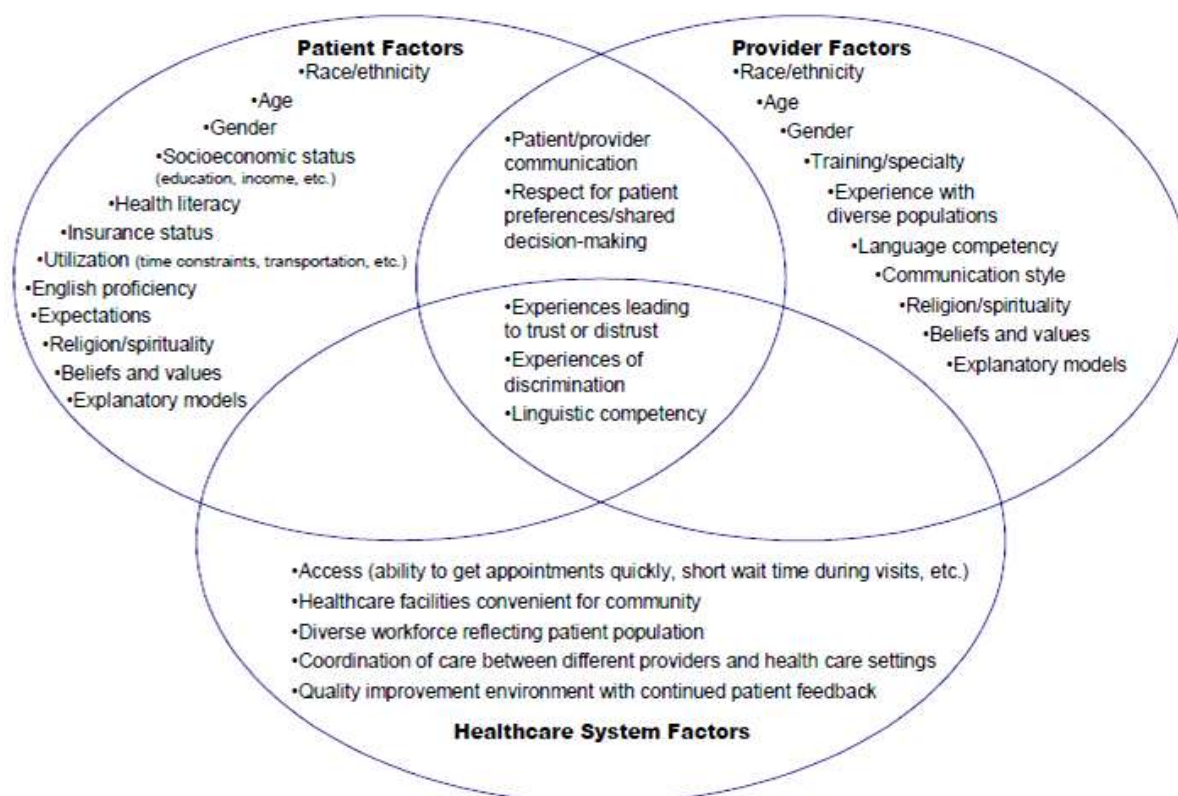 Patient Factors
•Race/ethnicity
•Age
•Gender
•Socioeconomic status
(education, income, etc.)
•Health literacy
•Insurance status
•Utilization (time constraints, transportation, etc.)
•English proficiency
•Expectations
•Religion/spirituality
•Beliefs and values
•Explanatory models
•Patient/provider
communication
•Respect for patient
preferences/shared
decision-making
•Experiences leading
to trust or distrust
•Experiences of
discrimination
•Linguistic competency
Provider Factors
•Race/ethnicity
•Age
•Gender
•Training/specialty
•Experience with
diverse populations
•Language competency
•Communication style
•Religion/spirituality
•Beliefs and values
•Explanatory models
•Access (ability to get appointments quickly, short wait time during visits, etc.)
•Healthcare facilities convenient for community
•Diverse workforce reflecting patient population
•Coordination of care between different providers and health care settings
•Quality improvement environment with continued patient feedback
Healthcare System Factors